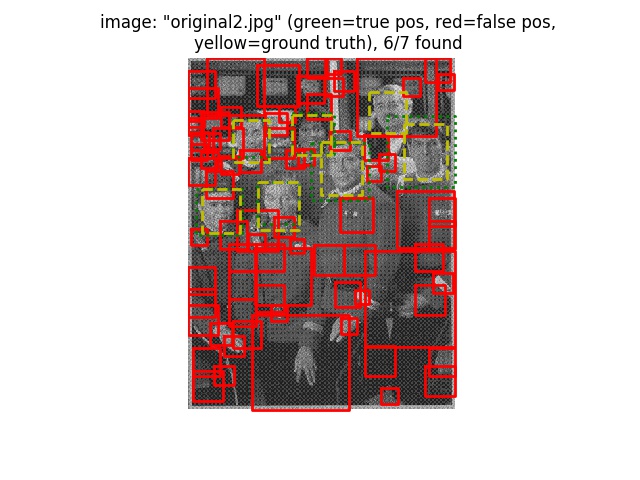 image: "original2.jpg" (green=true pos, red=false pos,
yellow=ground truth), 6/7 found